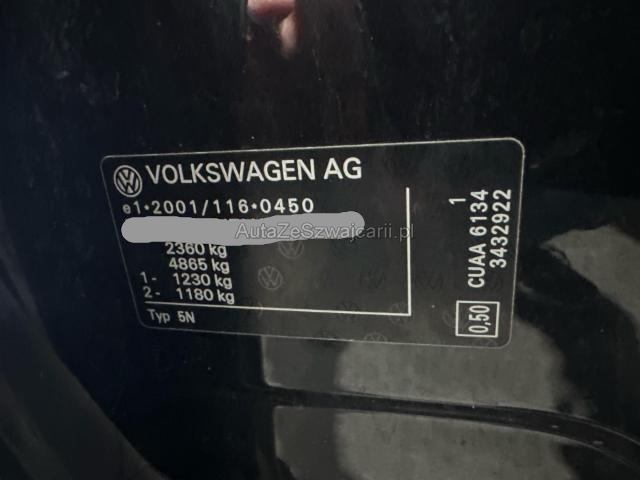 VOLKSWAGEN AG
e1*2001/116*0450
AutaZeSzwajcarii.pl
2360 kg
4865 kg
1- 1230 kg
2- 1180 kg
Typ 5N
1
CUAA 6134
3432922
0,50